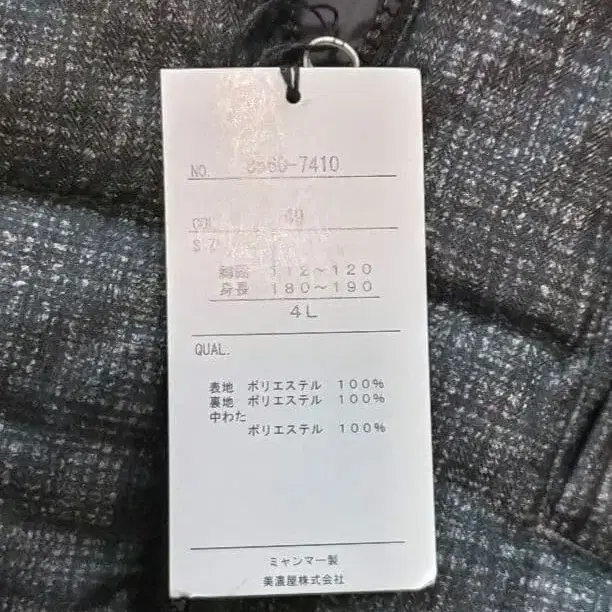 NO. 8560-7410
COL 49
SZ
胸囲 112～120
身長 180～190
4L
QUAL.
表地 ポリエステル 100%
裏地 ポリエステル 100%
中わた
ポリエステル 100%
ミャンマー製
美濃屋株式会社